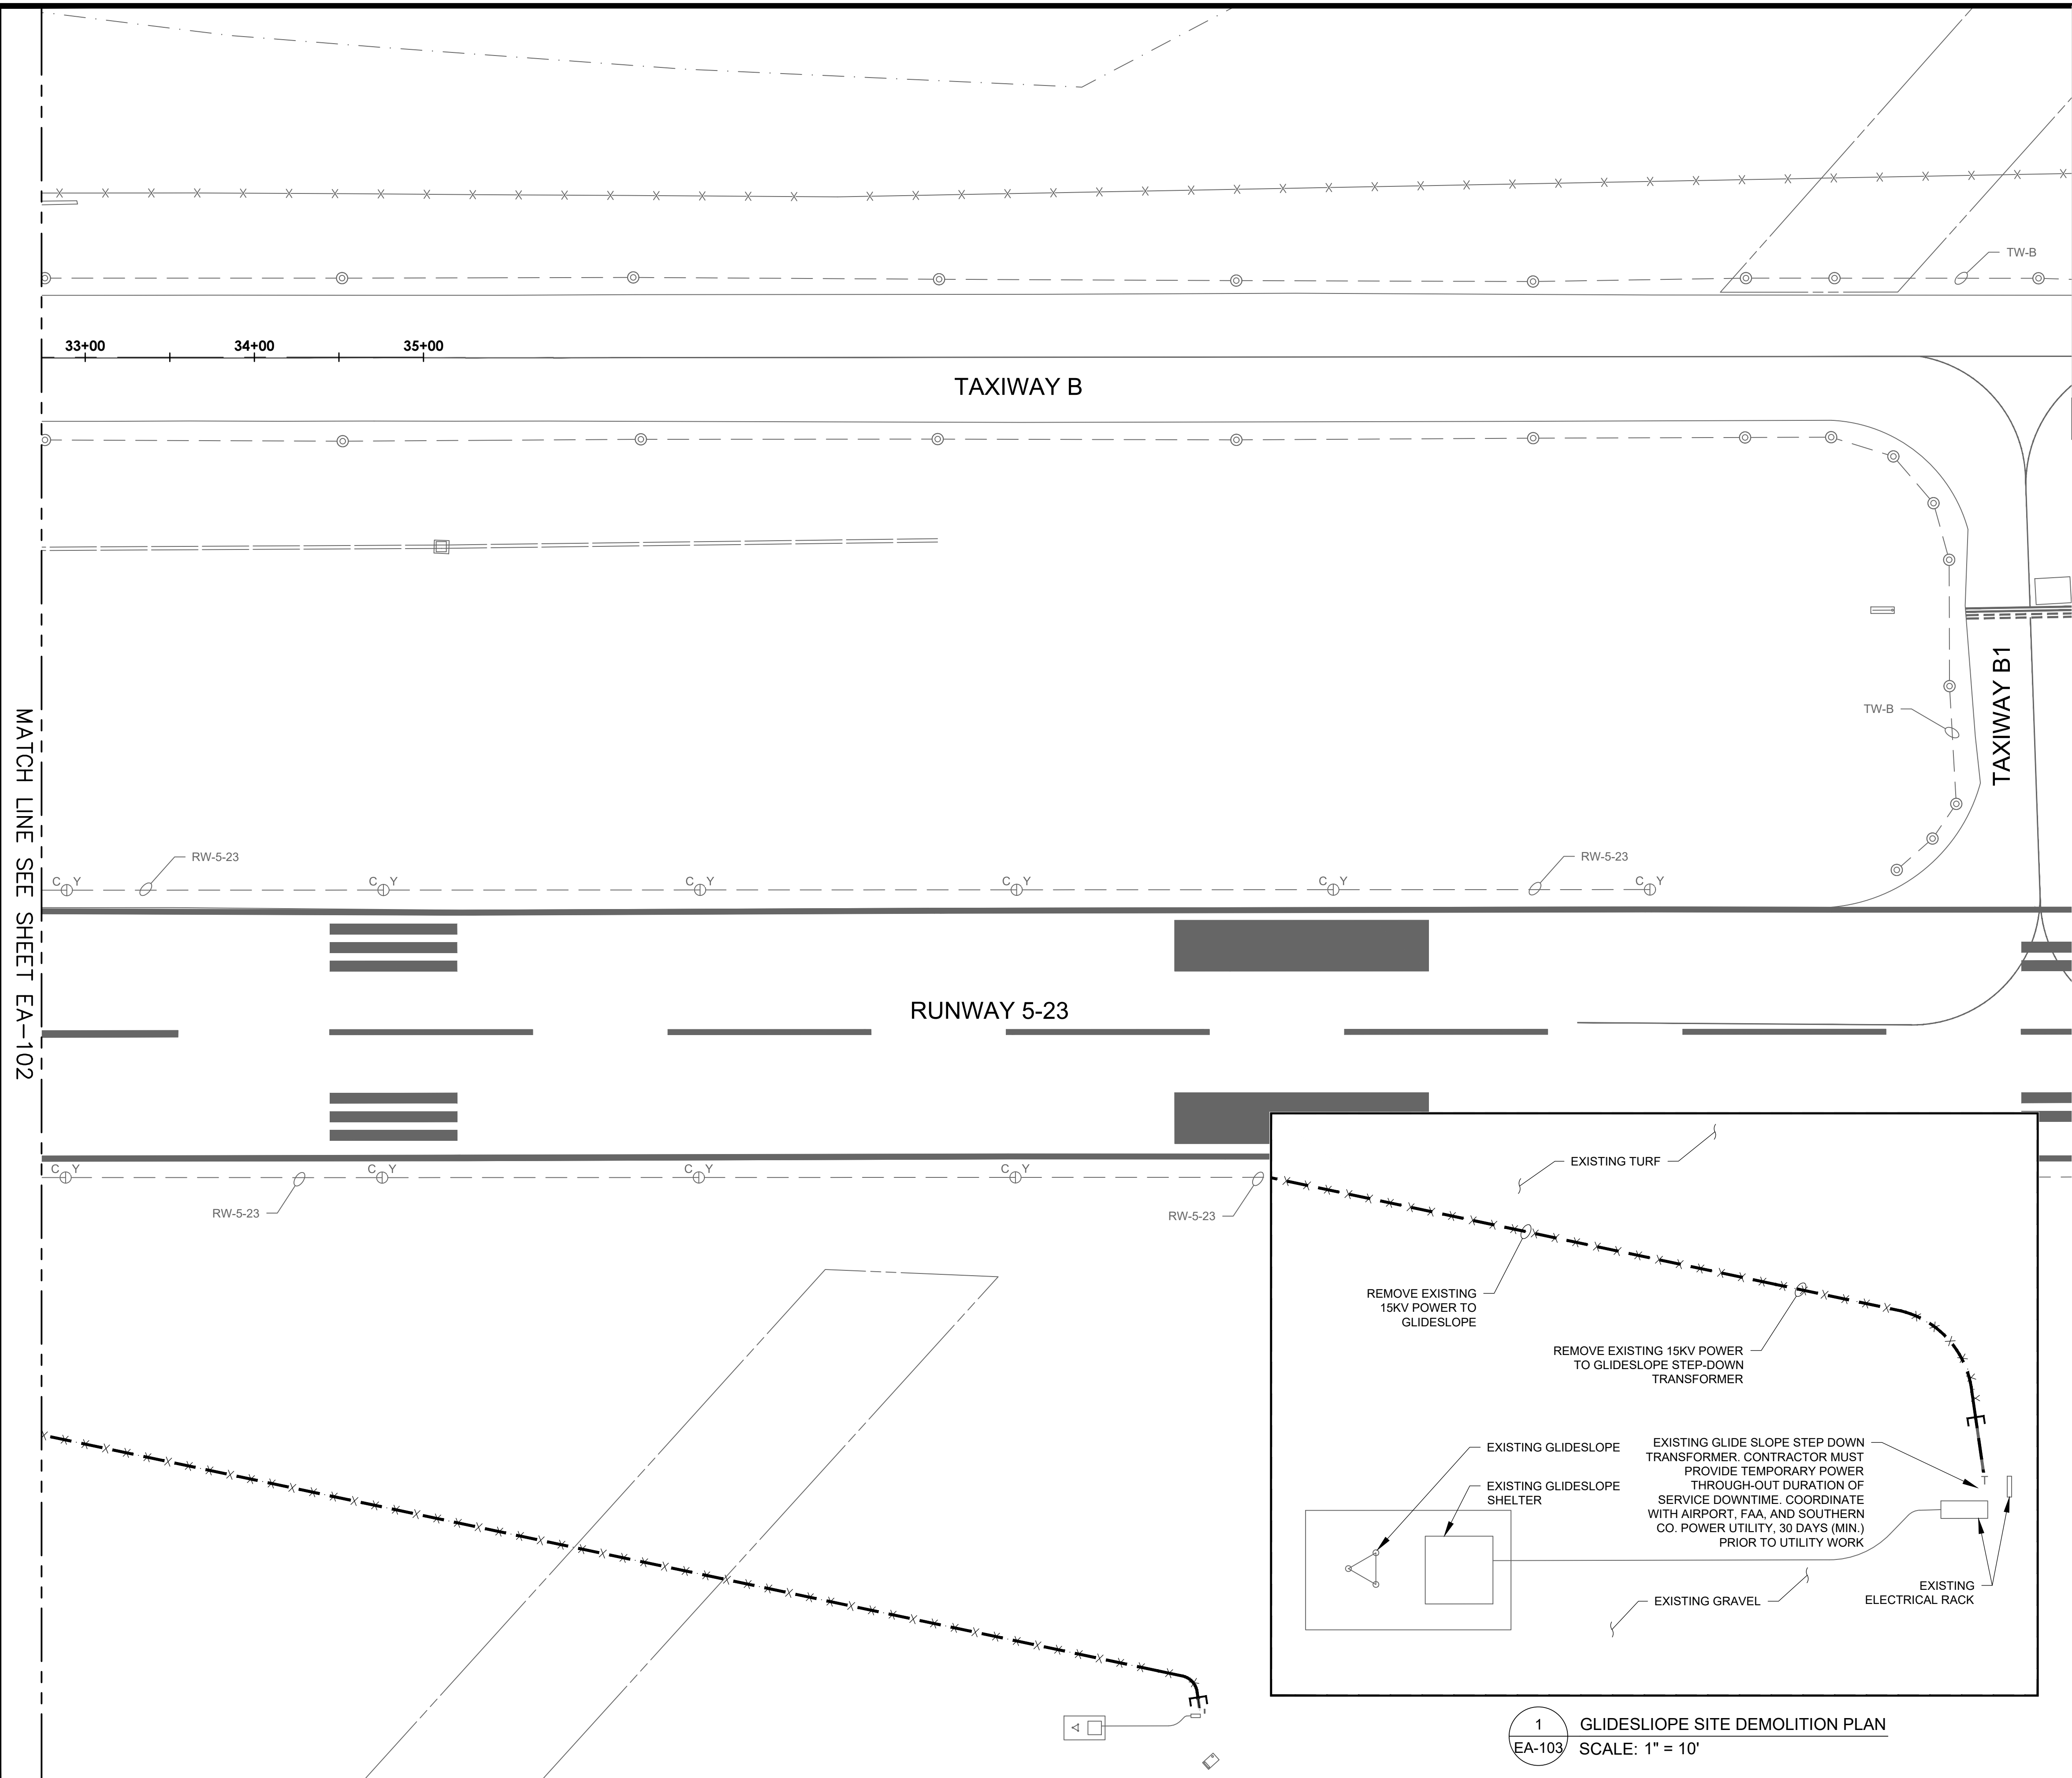 TW-B
33+00
34+00
35+00
TAXIWAY B
TAXIWAY B1
TW-B
MATCH LINE SEE SHEET EA-102
RW-5-23
RW-5-23
C Y
C Y
C Y
C Y
C Y
C Y
RUNWAY 5-23
C Y
C Y
C Y
C Y
RW-5-23
RW-5-23
EXISTING TURF
REMOVE EXISTING
15KV POWER TO
GLIDESLOPE
REMOVE EXISTING 15KV POWER
TO GLIDESLOPE STEP-DOWN
TRANSFORMER
EXISTING GLIDESLOPE
EXISTING GLIDESLOPE
SHELTER
EXISTING GLIDE SLOPE STEP DOWN
TRANSFORMER. CONTRACTOR MUST
PROVIDE TEMPORARY POWER
THROUGH-OUT DURATION OF
SERVICE DOWNTIME. COORDINATE
WITH AIRPORT, FAA, AND SOUTHERN
CO. POWER UTILITY, 30 DAYS (MIN.)
PRIOR TO UTILITY WORK
T
EXISTING
ELECTRICAL RACK
EXISTING GRAVEL
1
EA-103
GLIDESLIOPE SITE DEMOLITION PLAN
SCALE: 1" = 10'